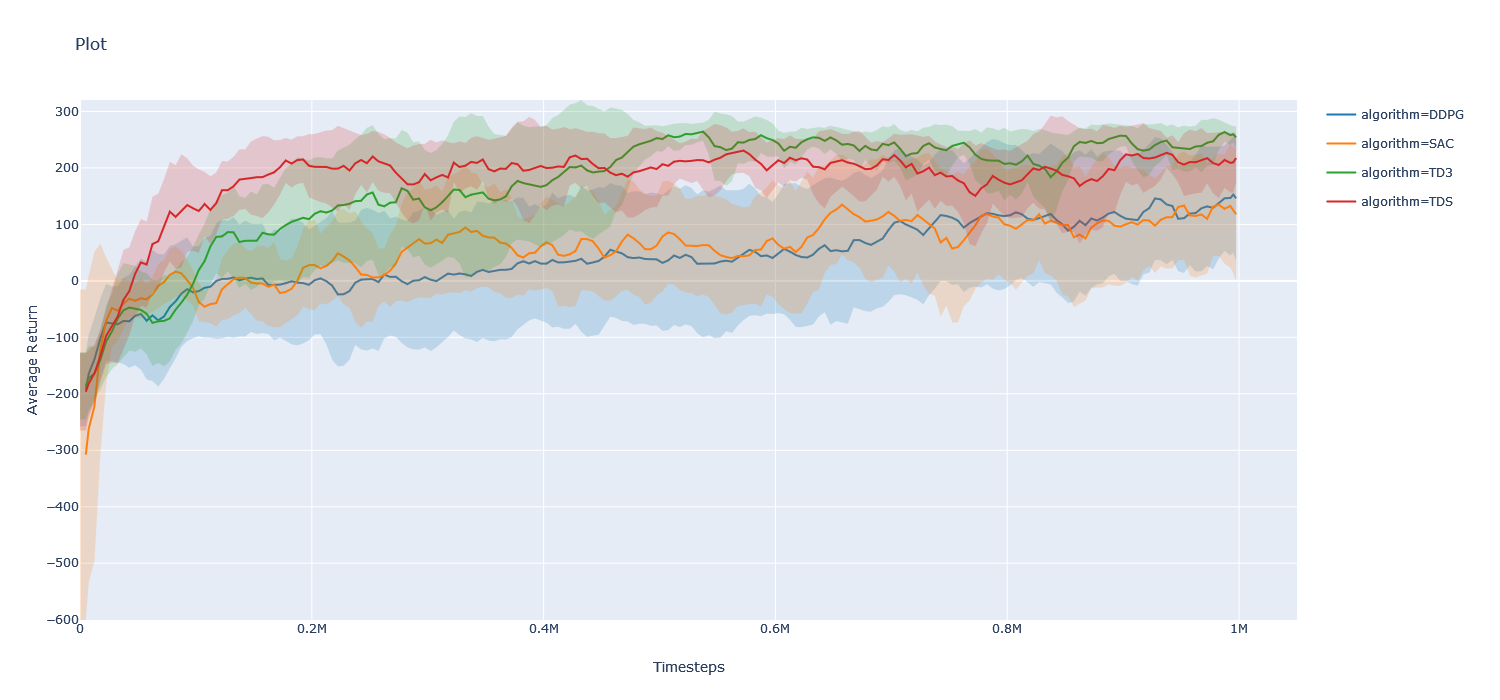 Plot
300
200
100
0
−100
−200
−300
−400
−500
−600
Average Return
0
0.2M
0.4M
0.6M
0.8M
1M
Timesteps
algorithm=DDPG
algorithm=SAC
algorithm=TD3
algorithm=TDS